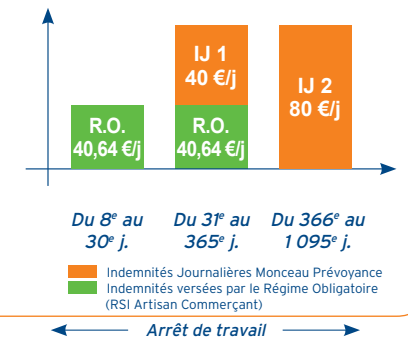 IJ 1
40 €/j
IJ 2
80 €/j
R.O.
40,64 €/j
R.O.
40,64 €/j
Du 8e au
30e j.
Du 31e au
365e j.
Du 366e au
1 095e j.
Indemnités Journalières Monceau Prévoyance
Indemnités versées par le Régime Obligatoire
(RSI Artisan Commerçant)
Arrêt de travail